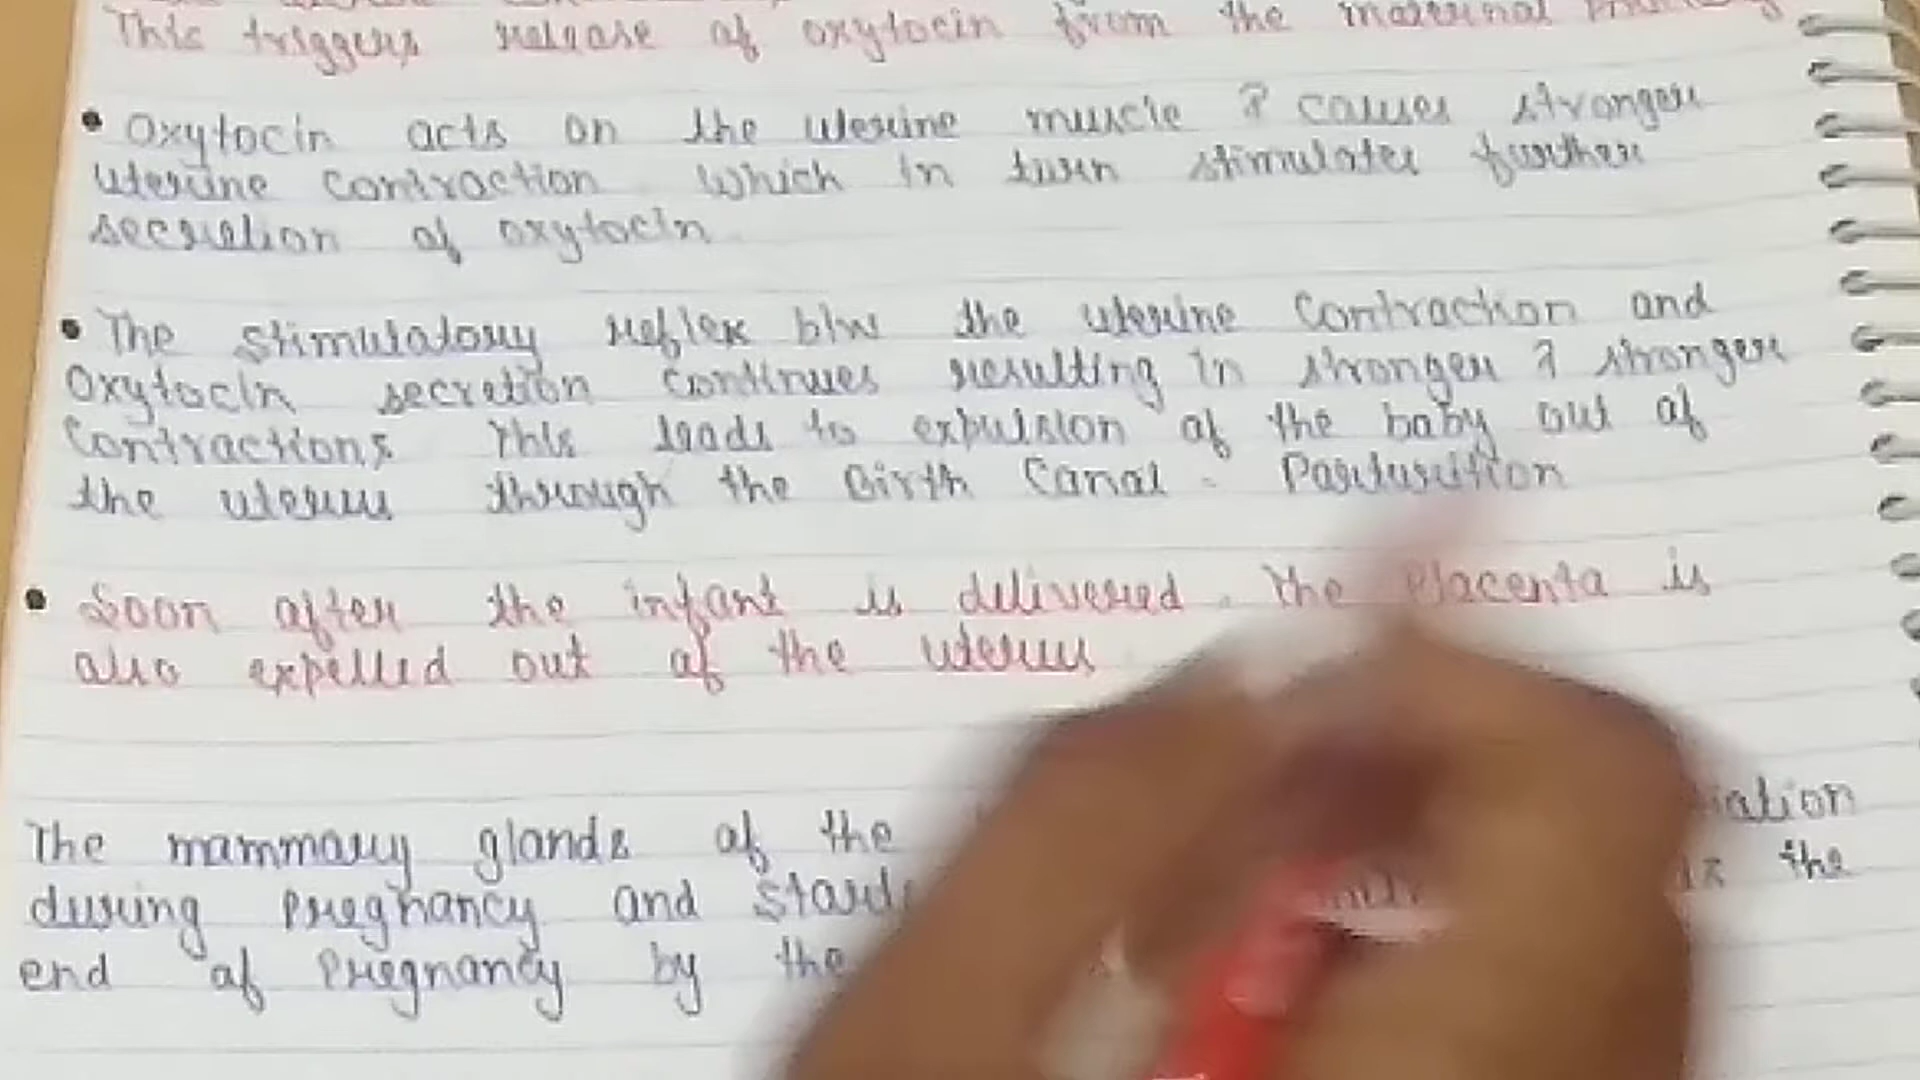 This triggers release of oxytocin from the maternal
• Oxytocin acts on the uterine muscle & causes stronger
uterine contraction which in turn stimulates further
secretion of oxytocin
• The stimulatory reflex b/w the uterine contraction and
oxytocin secretion continues resulting in stronger & stronger
contractions This leads to expulsion of the baby out of
the uterus through the Birth Canal - Parturition
• Soon after the infant is delivered. The placenta is
also expelled out of the uterus
The mammary glands of the
during pregnancy and starts the
end of pregnancy by the